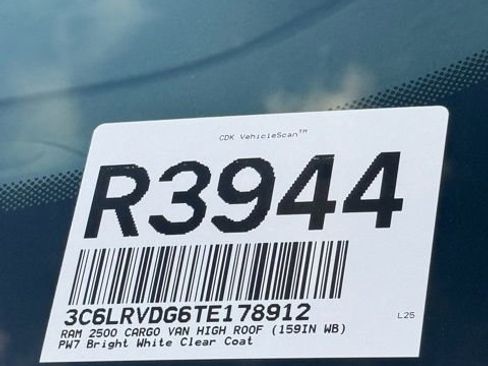 CDK VehicleScan™
R3944
3C6LRVDG6TE178912
L25
RAM 2500 CARGO VAN HIGH ROOF (159IN WB)
PW7 Bright White Clear Coat